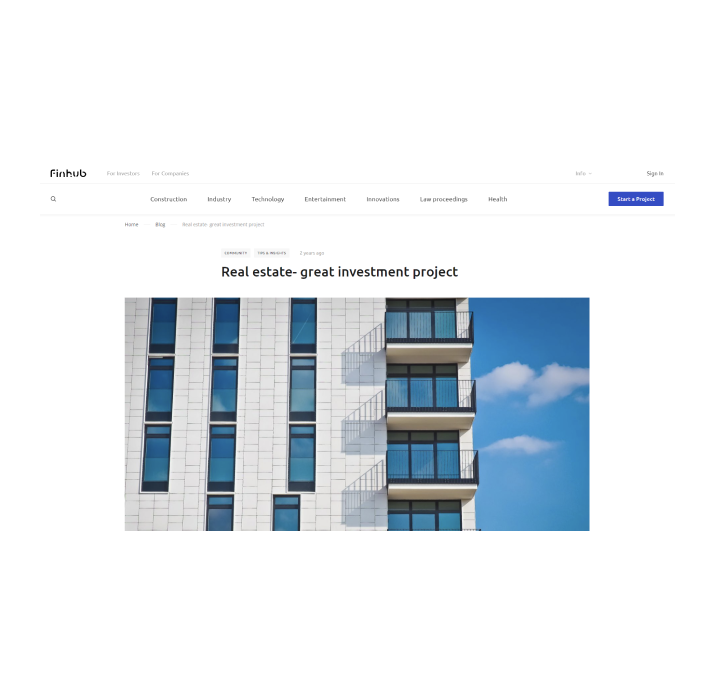 finhub For Investors For Companies Info Sign In
Construction Industry Technology Entertainment Innovations Law proceedings Health Start a Project
Home Blog Real estate- great investment project
COMMUNITY TIPS & INSIGHTS 2 years ago
Real estate- great investment project